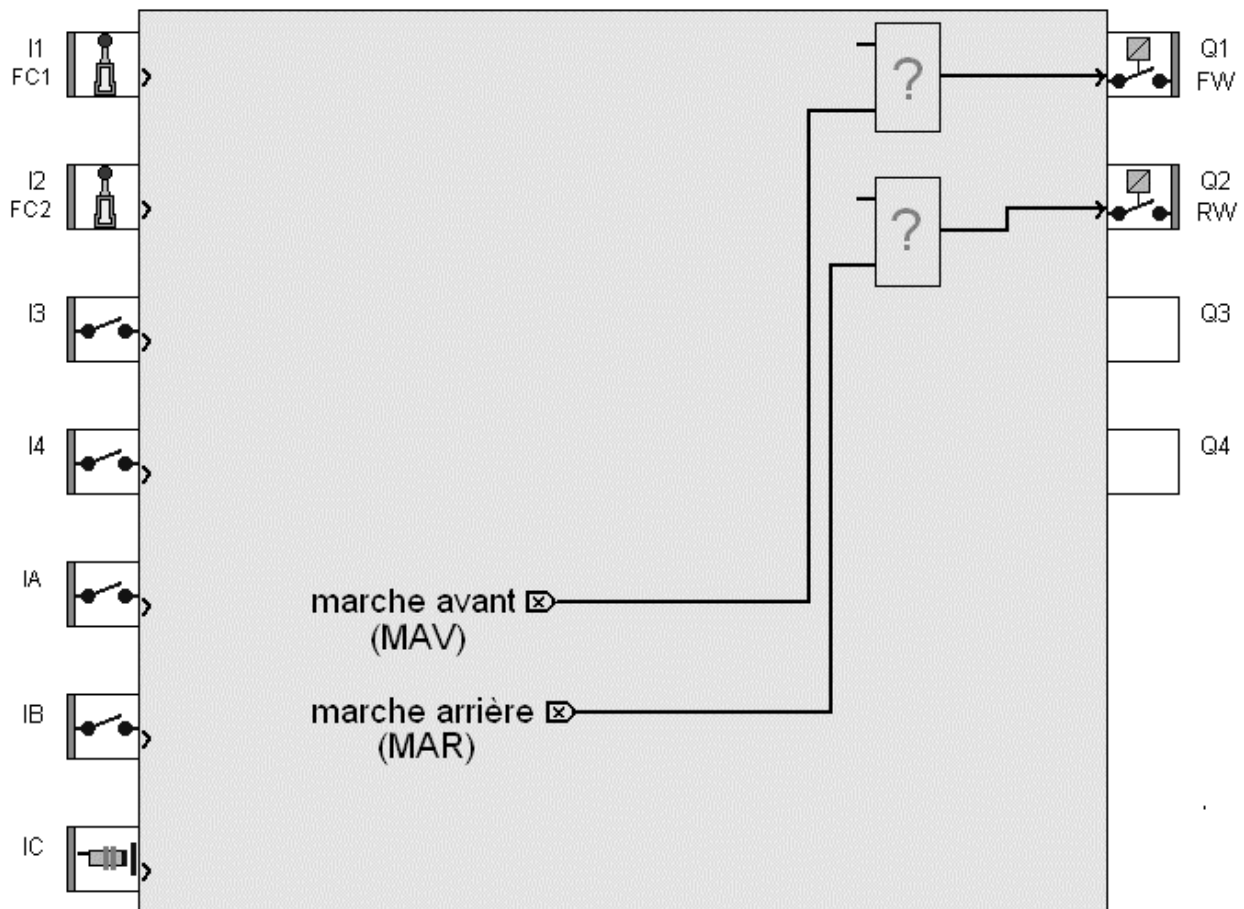 I1
FC1
I2
FC2
I3
I4
IA
IB
IC
?
?
marche avant
(MAV)
marche arrière
(MAR)
Q1
FW
Q2
RW
Q3
Q4